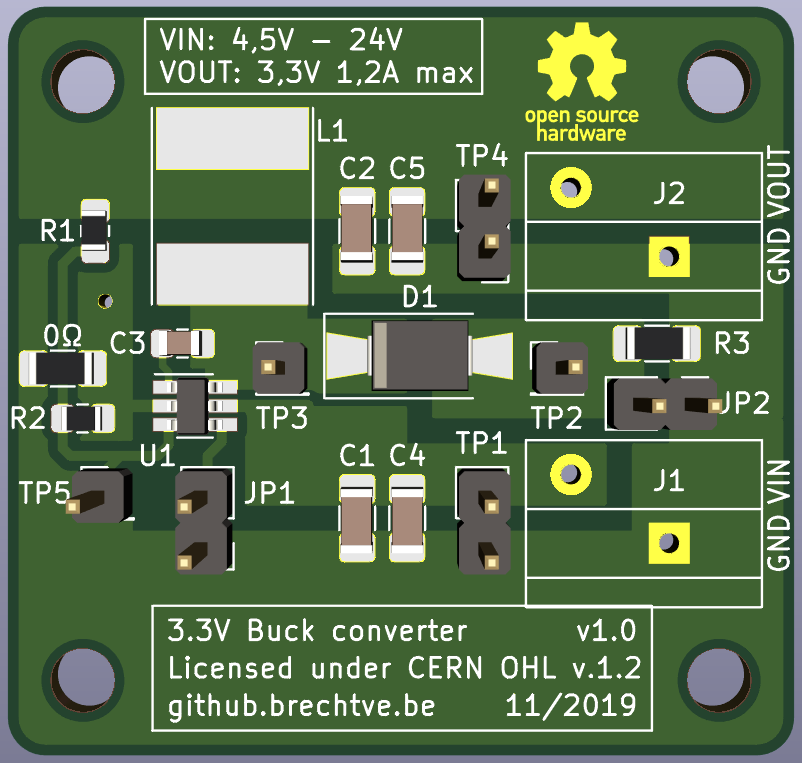 VIN: 4,5V – 24V
VOUT: 3,3V 1,2A max
open source
hardware
L1
C2
C5
TP4
J2
GND VOUT
R1
D1
0Ω
C3
R3
R2
TP3
TP2
JP2
U1
TP5
JP1
C1
C4
TP1
J1
GND VIN
3.3V Buck converter v1.0
Licensed under CERN OHL v.1.2
github.brechtve.be 11/2019